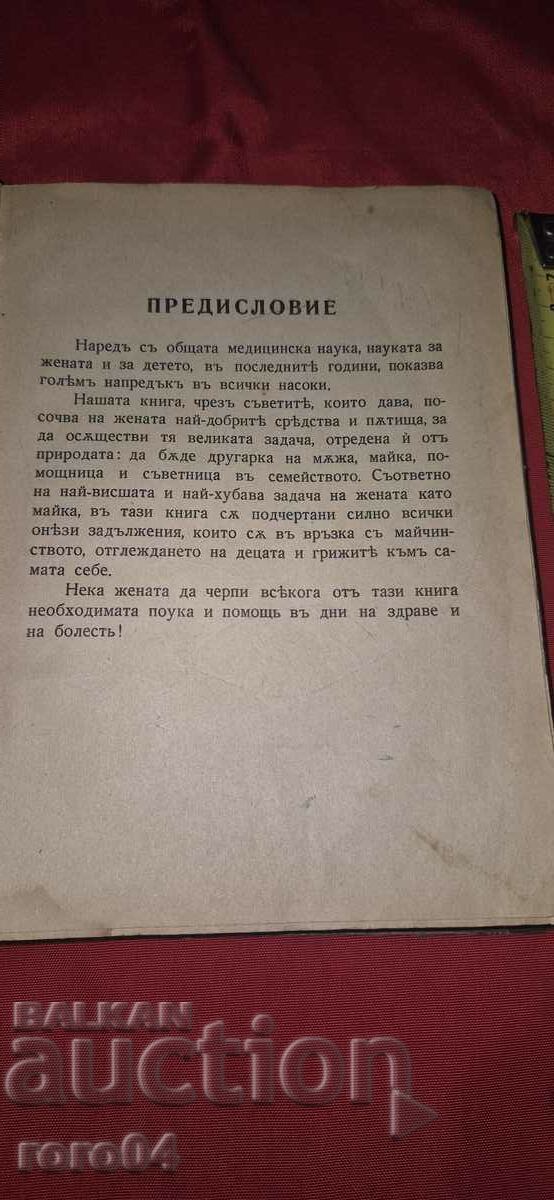 ПРЕДИСЛОВИЕ
Наредъ съ общата медицинска наука, науката за
жената и за детето, въ последнитѣ години, показва
голѣмъ напредъкъ въ всички насоки.
Нашата книга, чрезъ съветитѣ, които дава, по-
сочва на жената най-добритѣ срѣдства и пѫтища, за
да осѫществи тя великата задача, отредена ѝ отъ
природата: да бѫде другарка на мѫжа, майка, по-
мощница и съветница въ семейството. Съответно
на най-висшата и най-хубава задача на жената като
майка, въ тази книга сѫ подчертани силно всички
онѣзи задължения, които сѫ въ връзка съ майчин-
ството, отглеждането на децата и грижитѣ къмъ са-
мата себе.
Нека жената да черпи всѣкога отъ тази книга
необходимата поука и помощь въ дни на здраве и
на болесть!
BALKAN
auction
roro04